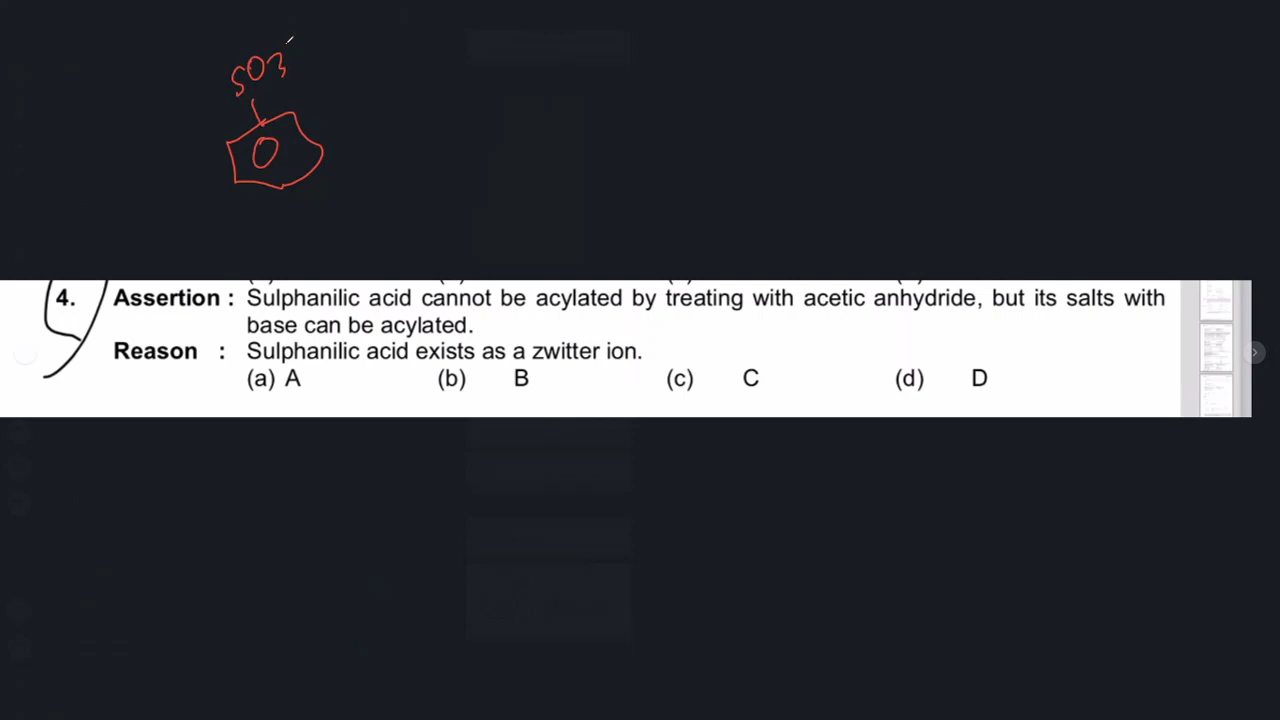 SO3
4. Assertion : Sulphanilic acid cannot be acylated by treating with acetic anhydride, but its salts with
base can be acylated.
Reason : Sulphanilic acid exists as a zwitter ion.
(a) A (b) B (c) C (d) D